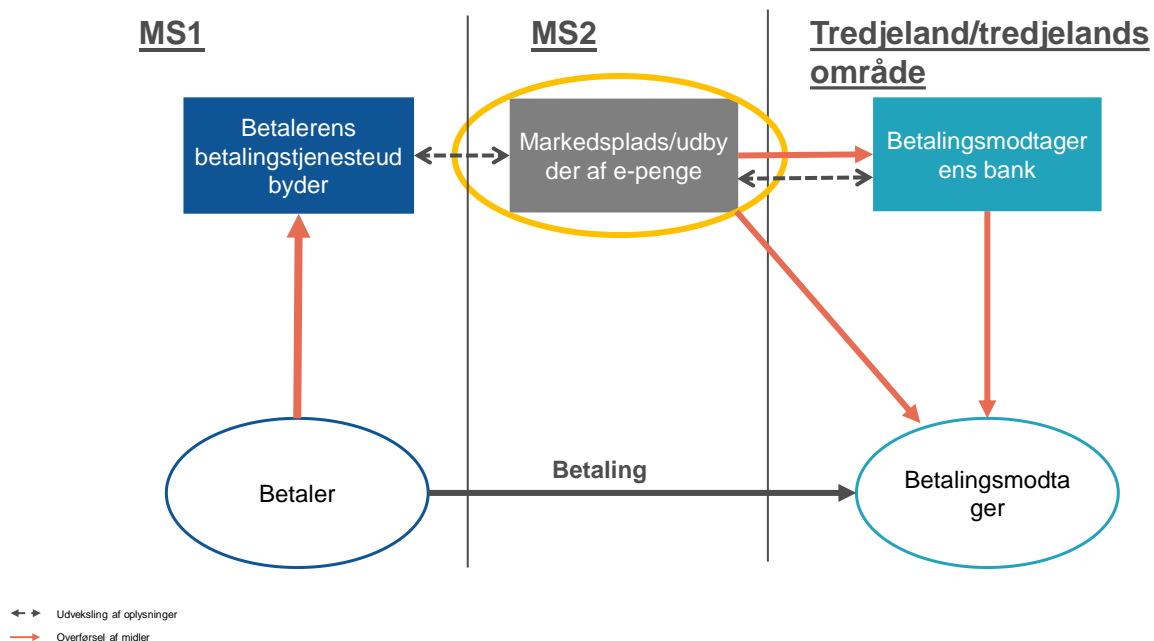 MS1
MS2
Tredjeland/tredjelands
område
Betalerens
betalingstjenesteud
byder
Markedsplads/udby
der af e-penge
Betalingsmodtager
ens bank
Betaling
Betaler
Betalingsmodta
ger
Udveksling af oplysninger
Overførsel af midler